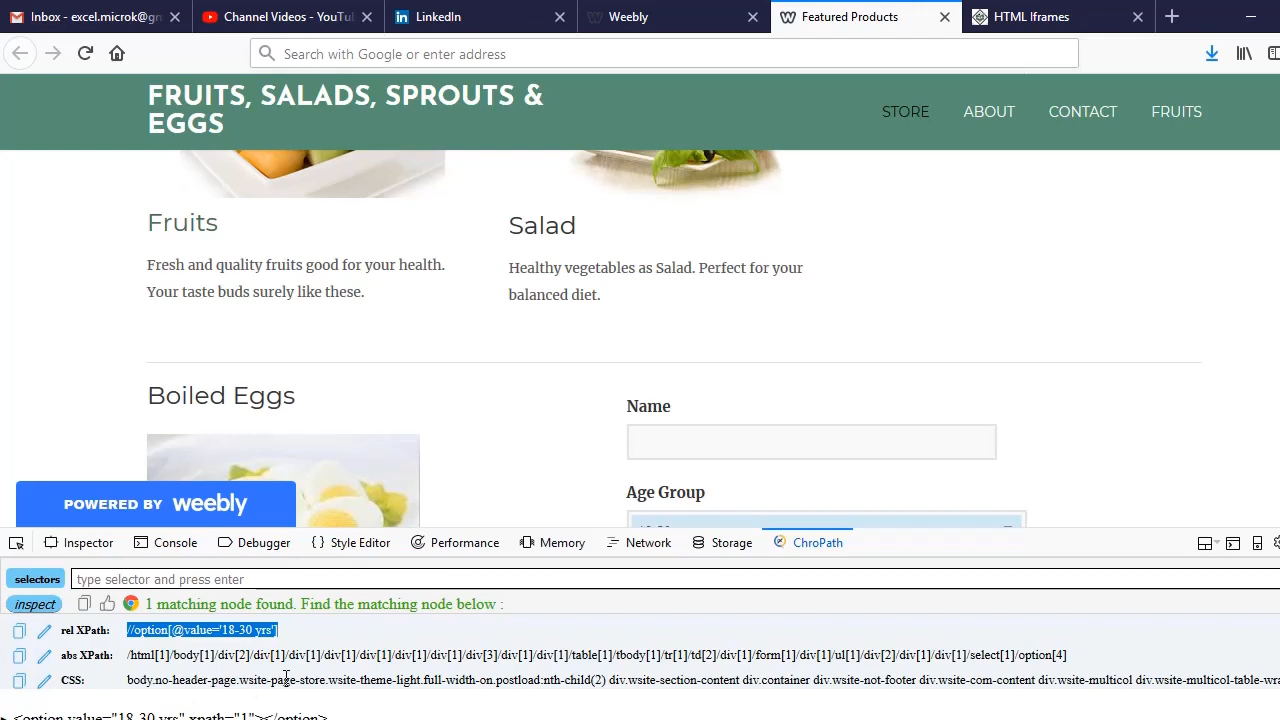 Inbox - excel.microk@gm
Channel Videos - YouTu
LinkedIn
Weebly
Featured Products
HTML Iframes
Search with Google or enter address
FRUITS, SALADS, SPROUTS &
EGGS
STORE
ABOUT
CONTACT
FRUITS
Fruits
Salad
Fresh and quality fruits good for your health.
Your taste buds surely like these.
Healthy vegetables as Salad. Perfect for your
balanced diet.
Boiled Eggs
Name
Age Group
POWERED BY weebly
Inspector
Console
Debugger
Style Editor
Performance
Memory
Network
Storage
ChroPath
selectors
type selector and press enter
inspect
1 matching node found. Find the matching node below :
rel XPath: //option[@value='18-30 yrs']
abs XPath: /html[1]/body[1]/div[2]/div[1]/div[1]/div[1]/div[1]/div[1]/div[1]/div[3]/div[1]/div[1]/table[1]/tbody[1]/tr[1]/td[2]/div[1]/form[1]/div[1]/ul[1]/div[2]/div[1]/div[1]/select[1]/option[4]
CSS: body.no-header-page.wsite-page-store.wsite-theme-light.full-width-on.postload:nth-child(2) div.wsite-section-content div.container div.wsite-not-footer div.wsite-com-content div.wsite-multicol div.wsite-multicol-table-wra
<option value="18-30 yrs" xpath="1"></option>